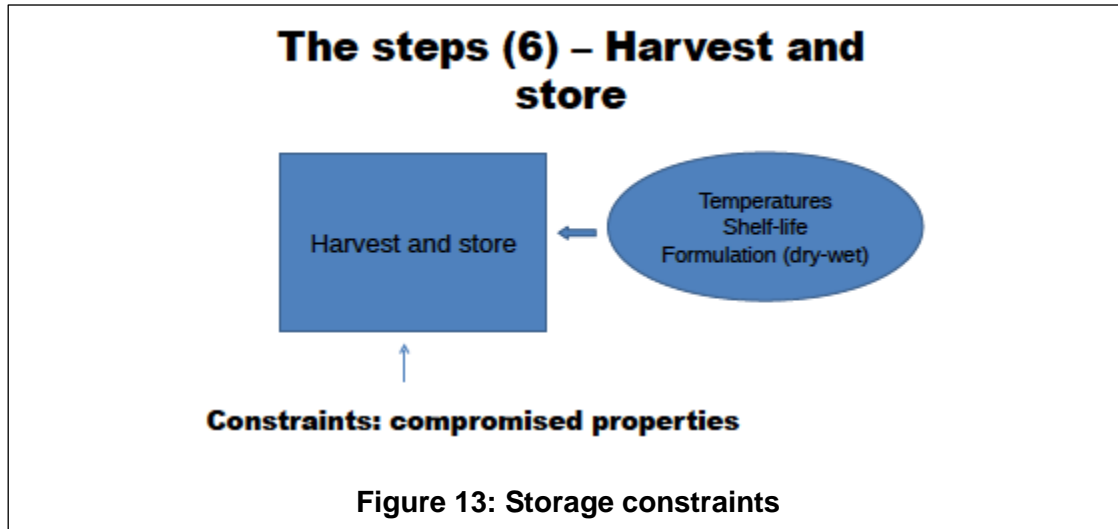 The steps (6) – Harvest and
store
Harvest and store
Temperatures
Shelf-life
Formulation (dry-wet)
Constraints: compromised properties
Figure 13: Storage constraints